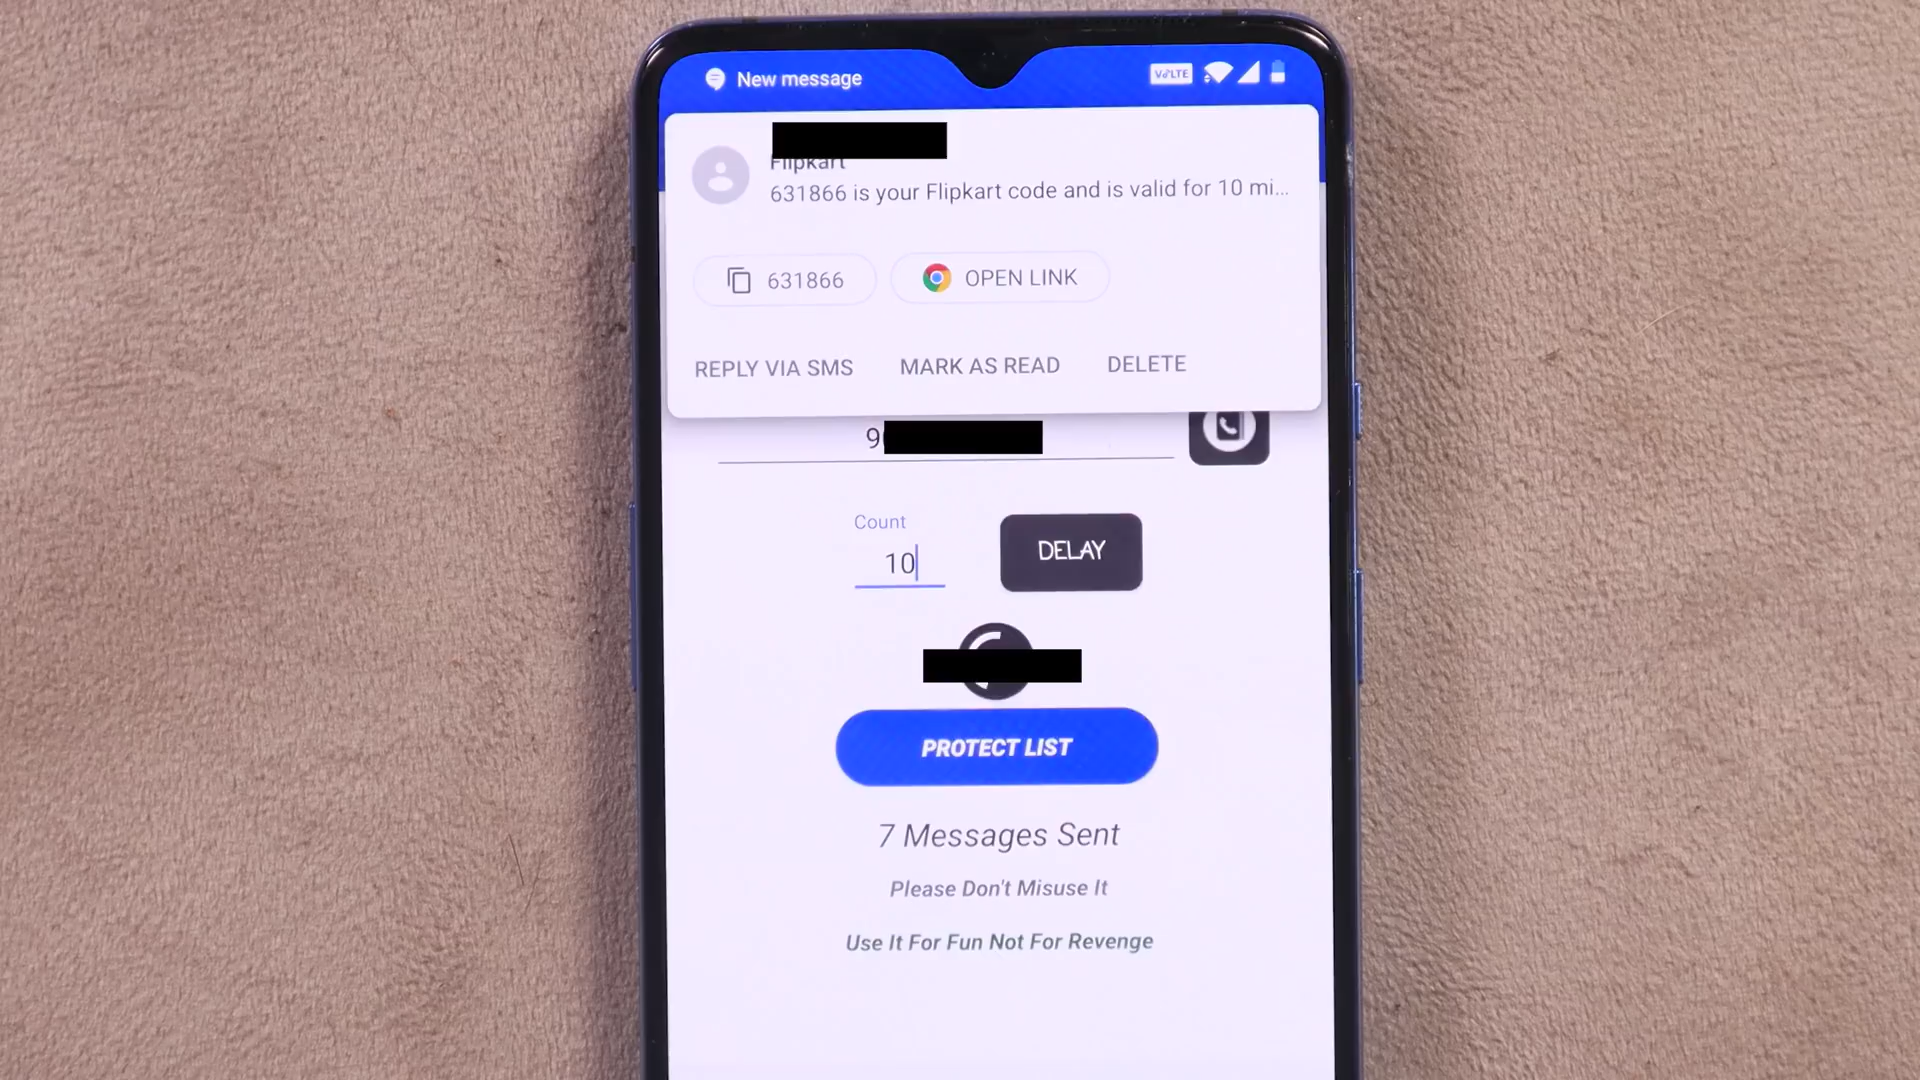 New message
VoLTE
Flipkart
631866 is your Flipkart code and is valid for 10 mi...
631866
OPEN LINK
REPLY VIA SMS
MARK AS READ
DELETE
9
Count
10
DELAY
PROTECT LIST
7 Messages Sent
Please Don't Misuse It
Use It For Fun Not For Revenge